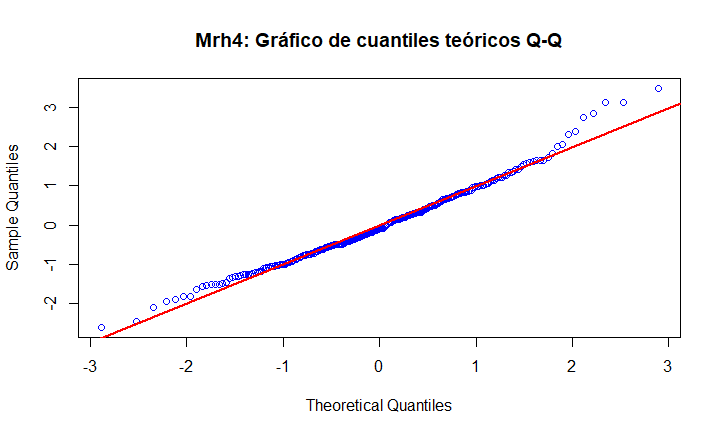 Mrh4: Gráfico de cuantiles teóricos Q-Q
Sample Quantiles
3
2
1
0
-1
-2
-3 -2 -1 0 1 2 3
Theoretical Quantiles